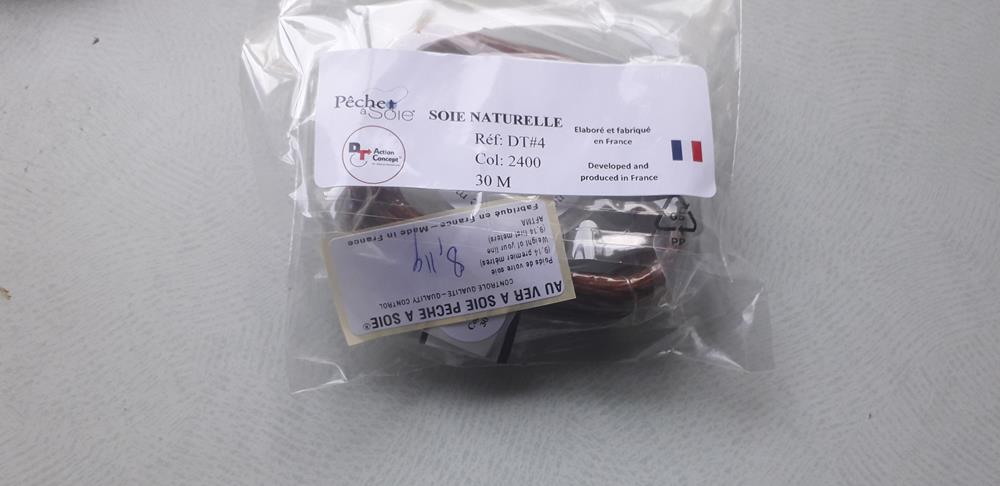 Pêche
à Soie
SOIE NATURELLE
Réf: DT#4
Col: 2400
30 M
DT Action
Concept
Elaboré et fabriqué
en France
Developed and
produced in France
PP
AU VER A SOIE PECHE A SOIE®
CONTROLE QUALITE-QUALITY CONTROL
Poids de votre soie
(9,14 premier mètres)
Weight of your line
(9,14 first meters)
AFTMA
8,11g
Fabriqué en France – Made in France